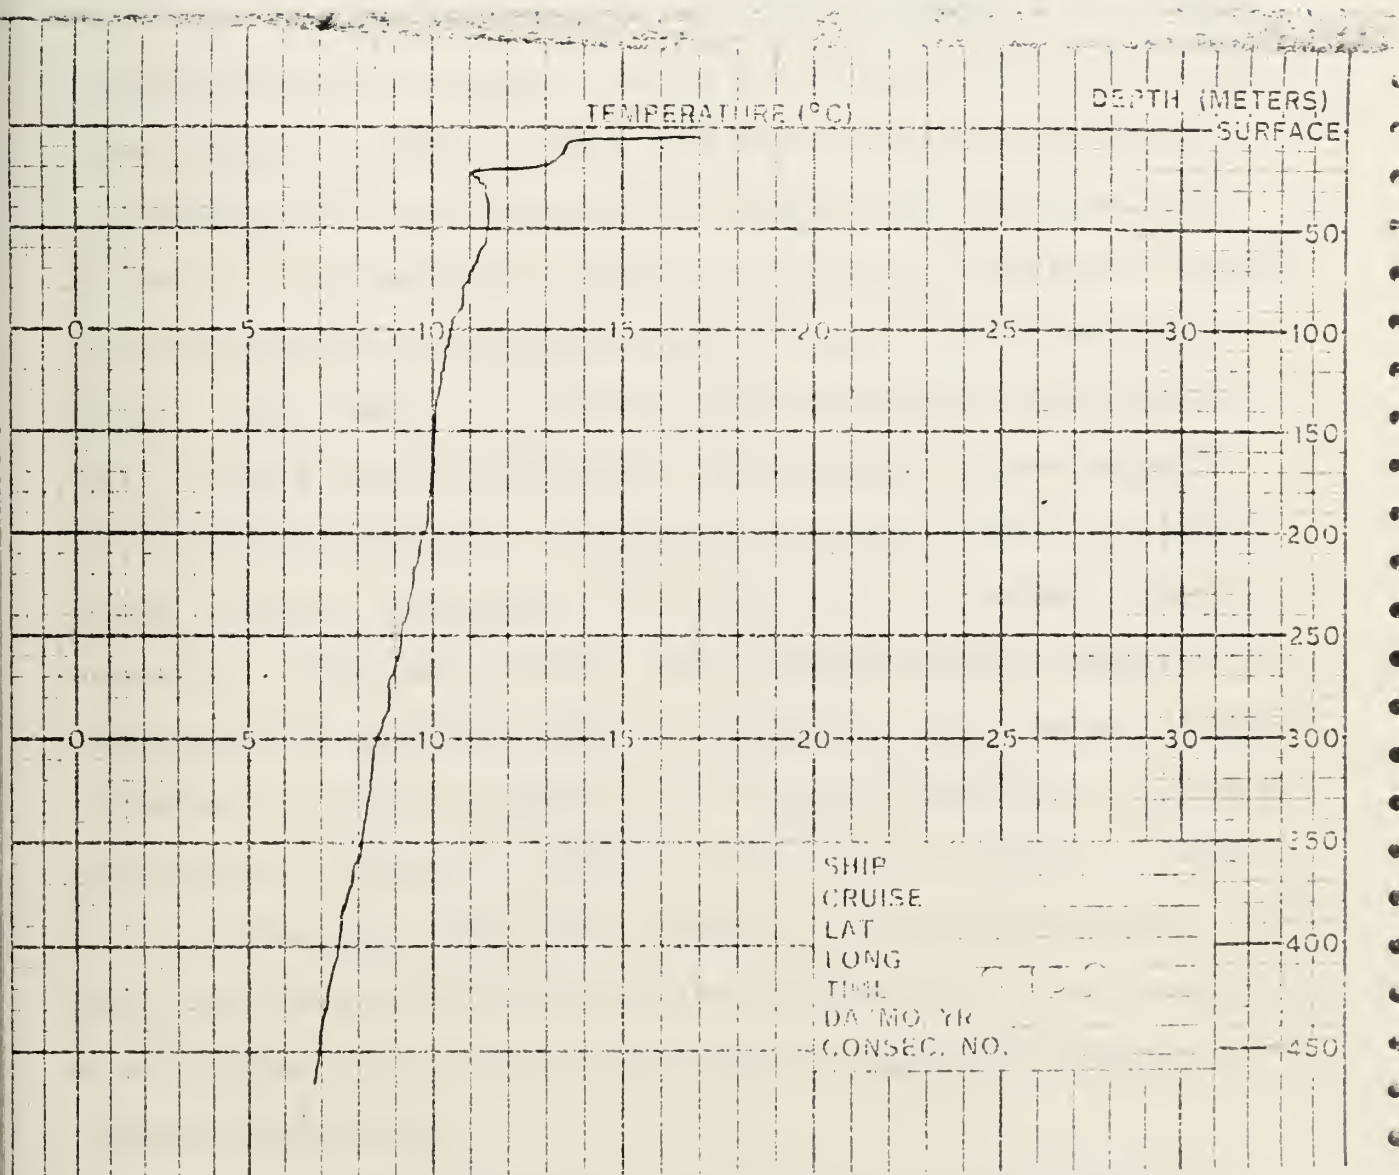 TEMPERATURE (°C)
DEPTH (METERS)
SURFACE
50
0 5 10 15 20 25 30 100
150
200
250
0 5 10 15 20 25 30 300
350
SHIP
CRUISE
LAT
400
LONG
TIME
DA, MO, YR
CONSEC. NO.
450